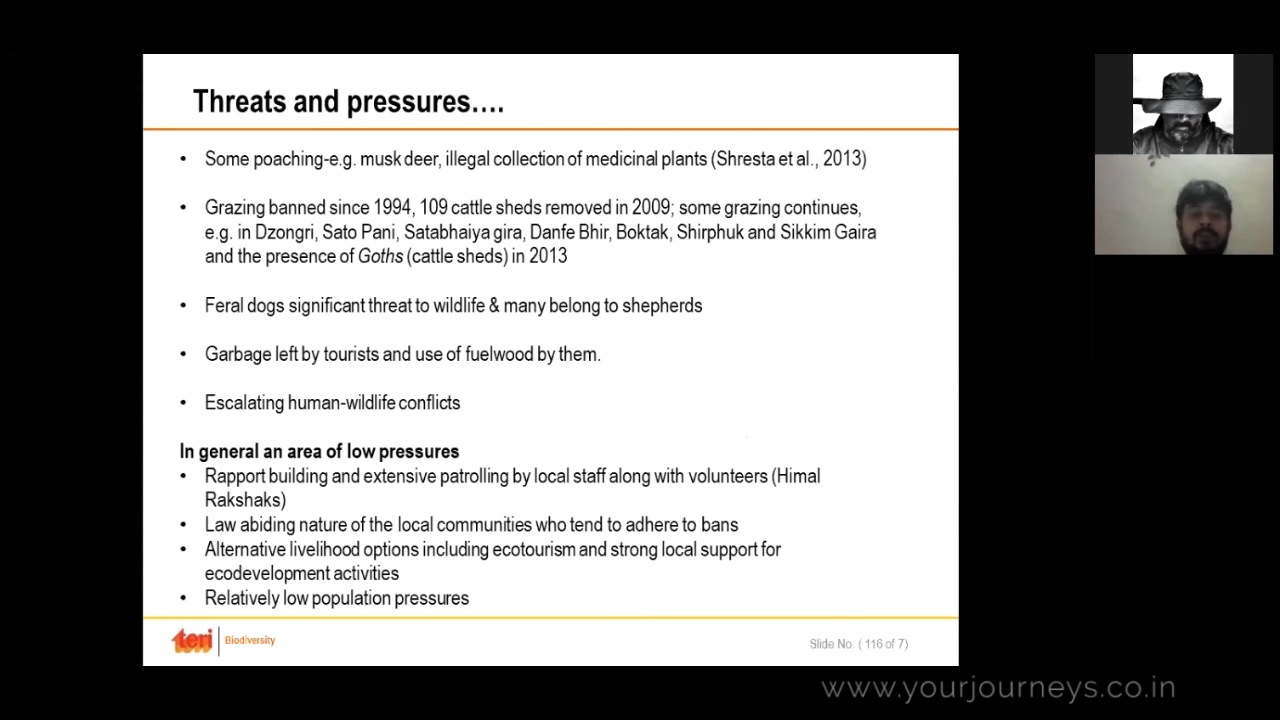 Threats and pressures….
• Some poaching-e.g. musk deer, illegal collection of medicinal plants (Shresta et al., 2013)
• Grazing banned since 1994, 109 cattle sheds removed in 2009; some grazing continues,
e.g. in Dzongri, Sato Pani, Satabhaiya gira, Danfe Bhir, Boktak, Shirphuk and Sikkim Gaira
and the presence of Goths (cattle sheds) in 2013
• Feral dogs significant threat to wildlife & many belong to shepherds
• Garbage left by tourists and use of fuelwood by them.
• Escalating human-wildlife conflicts
In general an area of low pressures
• Rapport building and extensive patrolling by local staff along with volunteers (Himal
Rakshaks)
• Law abiding nature of the local communities who tend to adhere to bans
• Alternative livelihood options including ecotourism and strong local support for
ecodevelopment activities
• Relatively low population pressures
teri Biodiversity
Slide No. ( 116 of 7)
www.yourjourneys.co.in